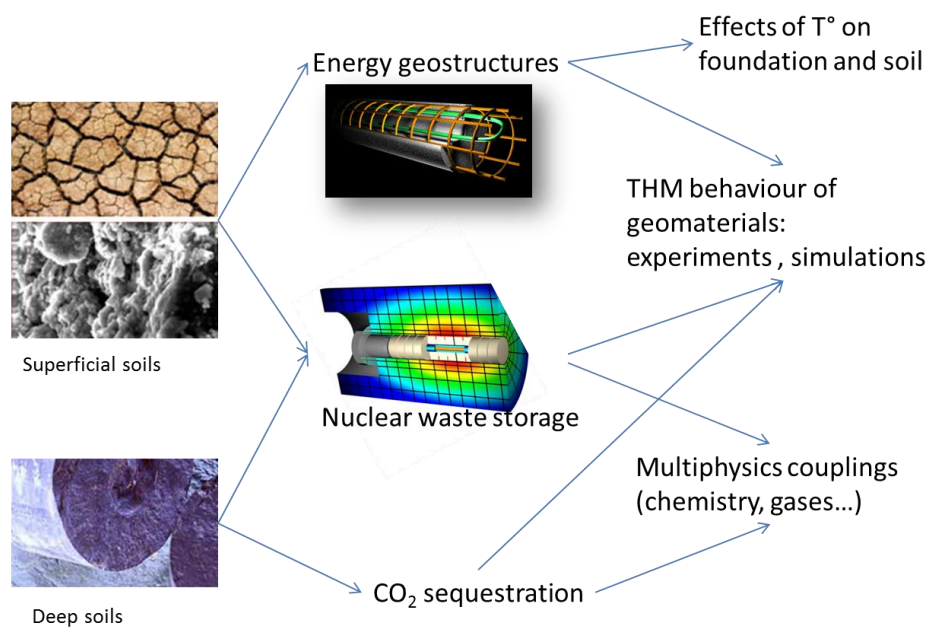 Effects of T° on
foundation and soil
Energy geostructures
THM behaviour of
geomaterials:
experiments , simulations
Superficial soils
Nuclear waste storage
Multiphysics couplings
(chemistry, gases...)
CO₂ sequestration
Deep soils